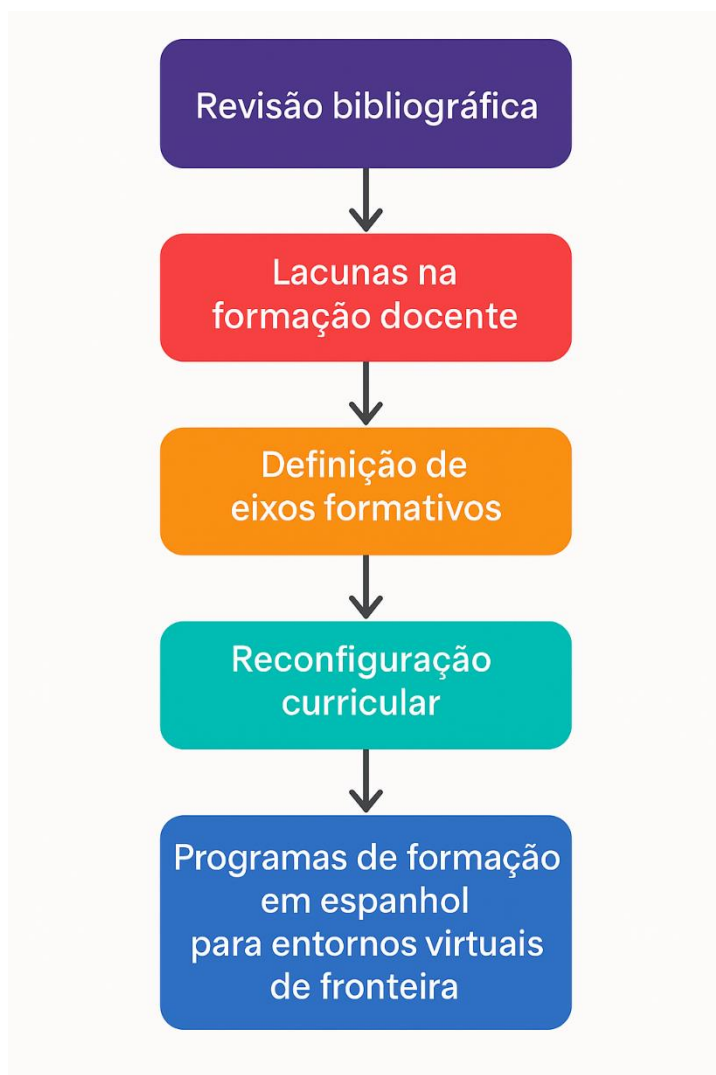 Revisão bibliográfica
Lacunas na
formação docente
Definição de
eixos formativos
Reconfiguração
curricular
Programas de formação
em espanhol
para entornos virtuais
de fronteira